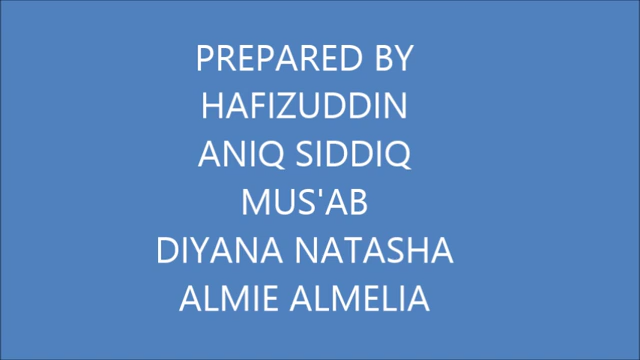 PREPARED BY
HAFIZUDDIN
ANIQ SIDDIQ
MUS'AB
DIYANA NATASHA
ALMIE ALMELIA